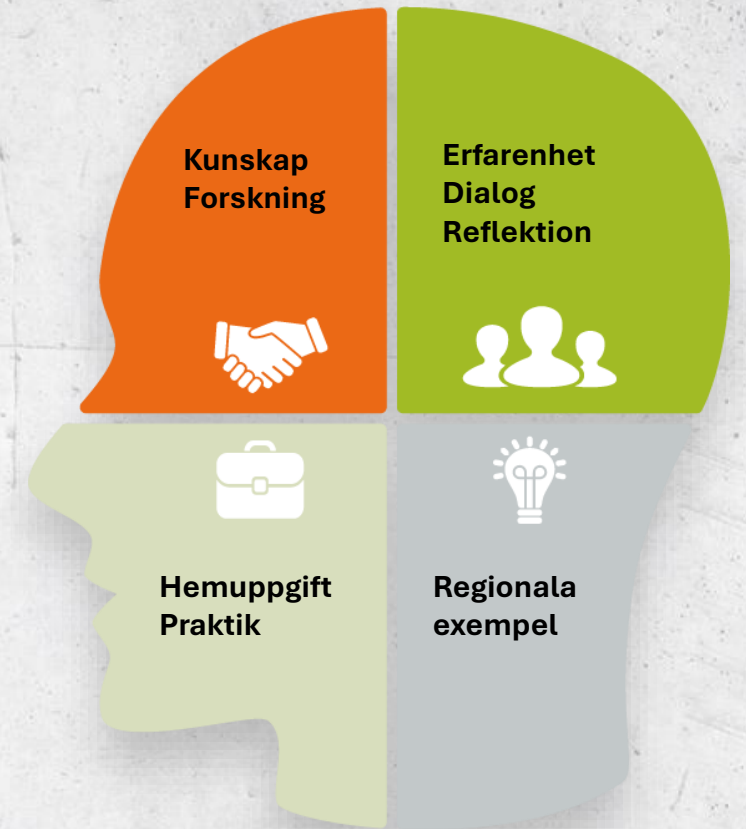 Kunskap
Forskning
Erfarenhet
Dialog
Reflektion
Hemuppgift
Praktik
Regionala
exempel